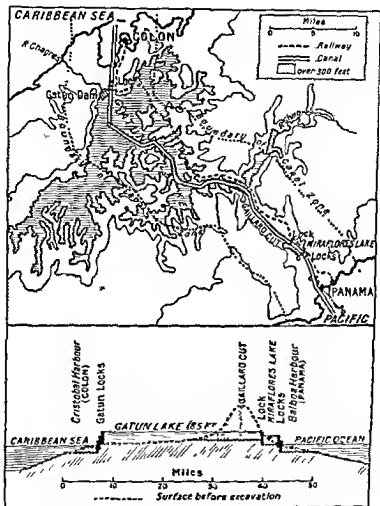 CARIBBEAN SEA
R. Chagres
COLON
Miles
0 5 10
Railway
Canal
over 300 feet
Gatun Dam
Boundary of
Canal Zone
GAILLARD CUT
Lock
MIRAFLORES LAKE
Locks
PANAMA
PACIFIC
Cristobal Harbour
(COLON)
Gatun Locks
GAILLARD CUT
Lock
MIRAFLORES LAKE
Locks
Balboa Harbour
(PANAMA)
GATUN LAKE (85 FT
CARIBBEAN SEA
PACIFIC OCEAN
Miles
0 10 20 30 40 50
Surface before excavation